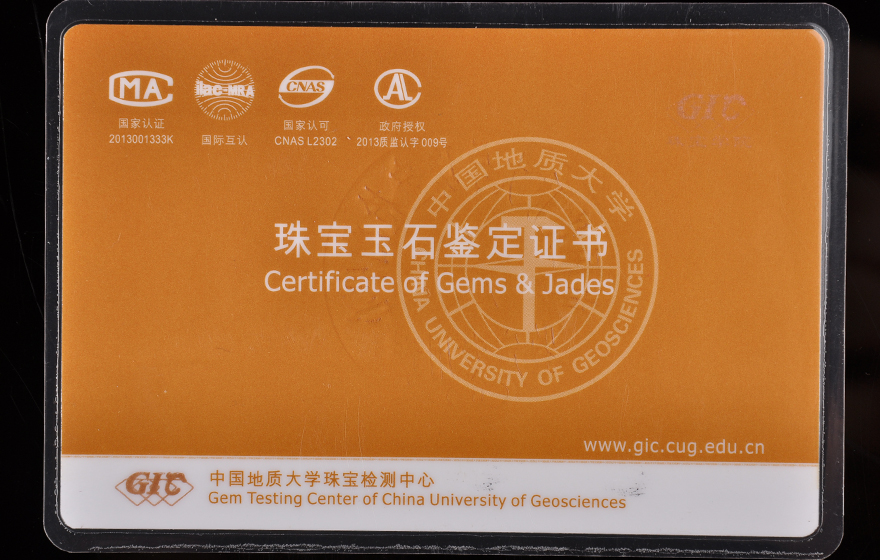 MA
ilac-MRA
CNAS
AL
国家认证
国际互认
国家认可
政府授权
2013001333K
CNAS L2302
2013质监认字009号
GIC
中国地质大学
珠宝玉石鉴定证书
Certificate of Gems & Jades
CHINA UNIVERSITY OF GEOSCIENCES
www.gic.cug.edu.cn
GIC
中国地质大学珠宝检测中心
Gem Testing Center of China University of Geosciences